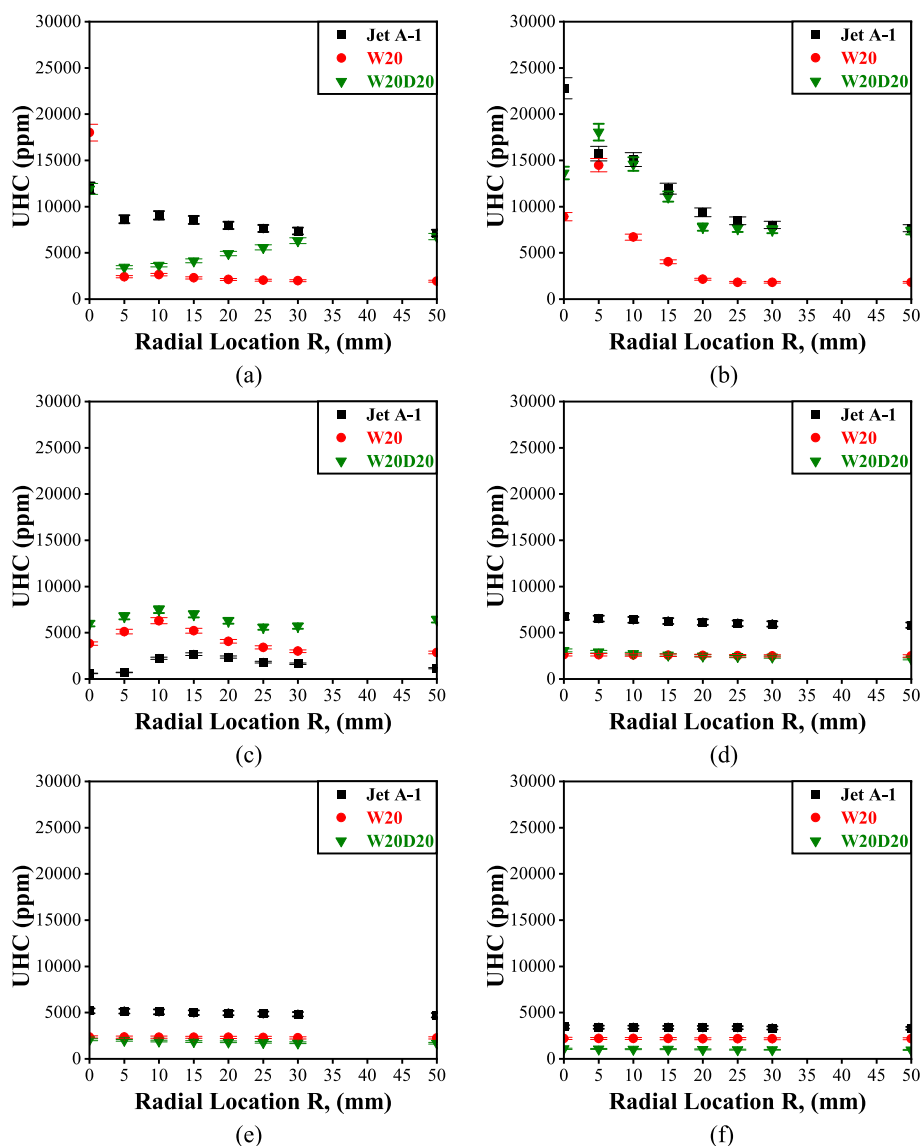 30000
25000
20000
15000
10000
5000
0
UHC (ppm)
Jet A-1
W20
W20D20
0 5 10 15 20 25 30 35 40 45 50
Radial Location R, (mm)
(a)
30000
25000
20000
15000
10000
5000
0
UHC (ppm)
Jet A-1
W20
W20D20
0 5 10 15 20 25 30 35 40 45 50
Radial Location R, (mm)
(b)
30000
25000
20000
15000
10000
5000
0
UHC (ppm)
Jet A-1
W20
W20D20
0 5 10 15 20 25 30 35 40 45 50
Radial Location R, (mm)
(c)
30000
25000
20000
15000
10000
5000
0
UHC (ppm)
Jet A-1
W20
W20D20
0 5 10 15 20 25 30 35 40 45 50
Radial Location R, (mm)
(d)
30000
25000
20000
15000
10000
5000
0
UHC (ppm)
Jet A-1
W20
W20D20
0 5 10 15 20 25 30 35 40 45 50
Radial Location R, (mm)
(e)
30000
25000
20000
15000
10000
5000
0
UHC (ppm)
Jet A-1
W20
W20D20
0 5 10 15 20 25 30 35 40 45 50
Radial Location R, (mm)
(f)